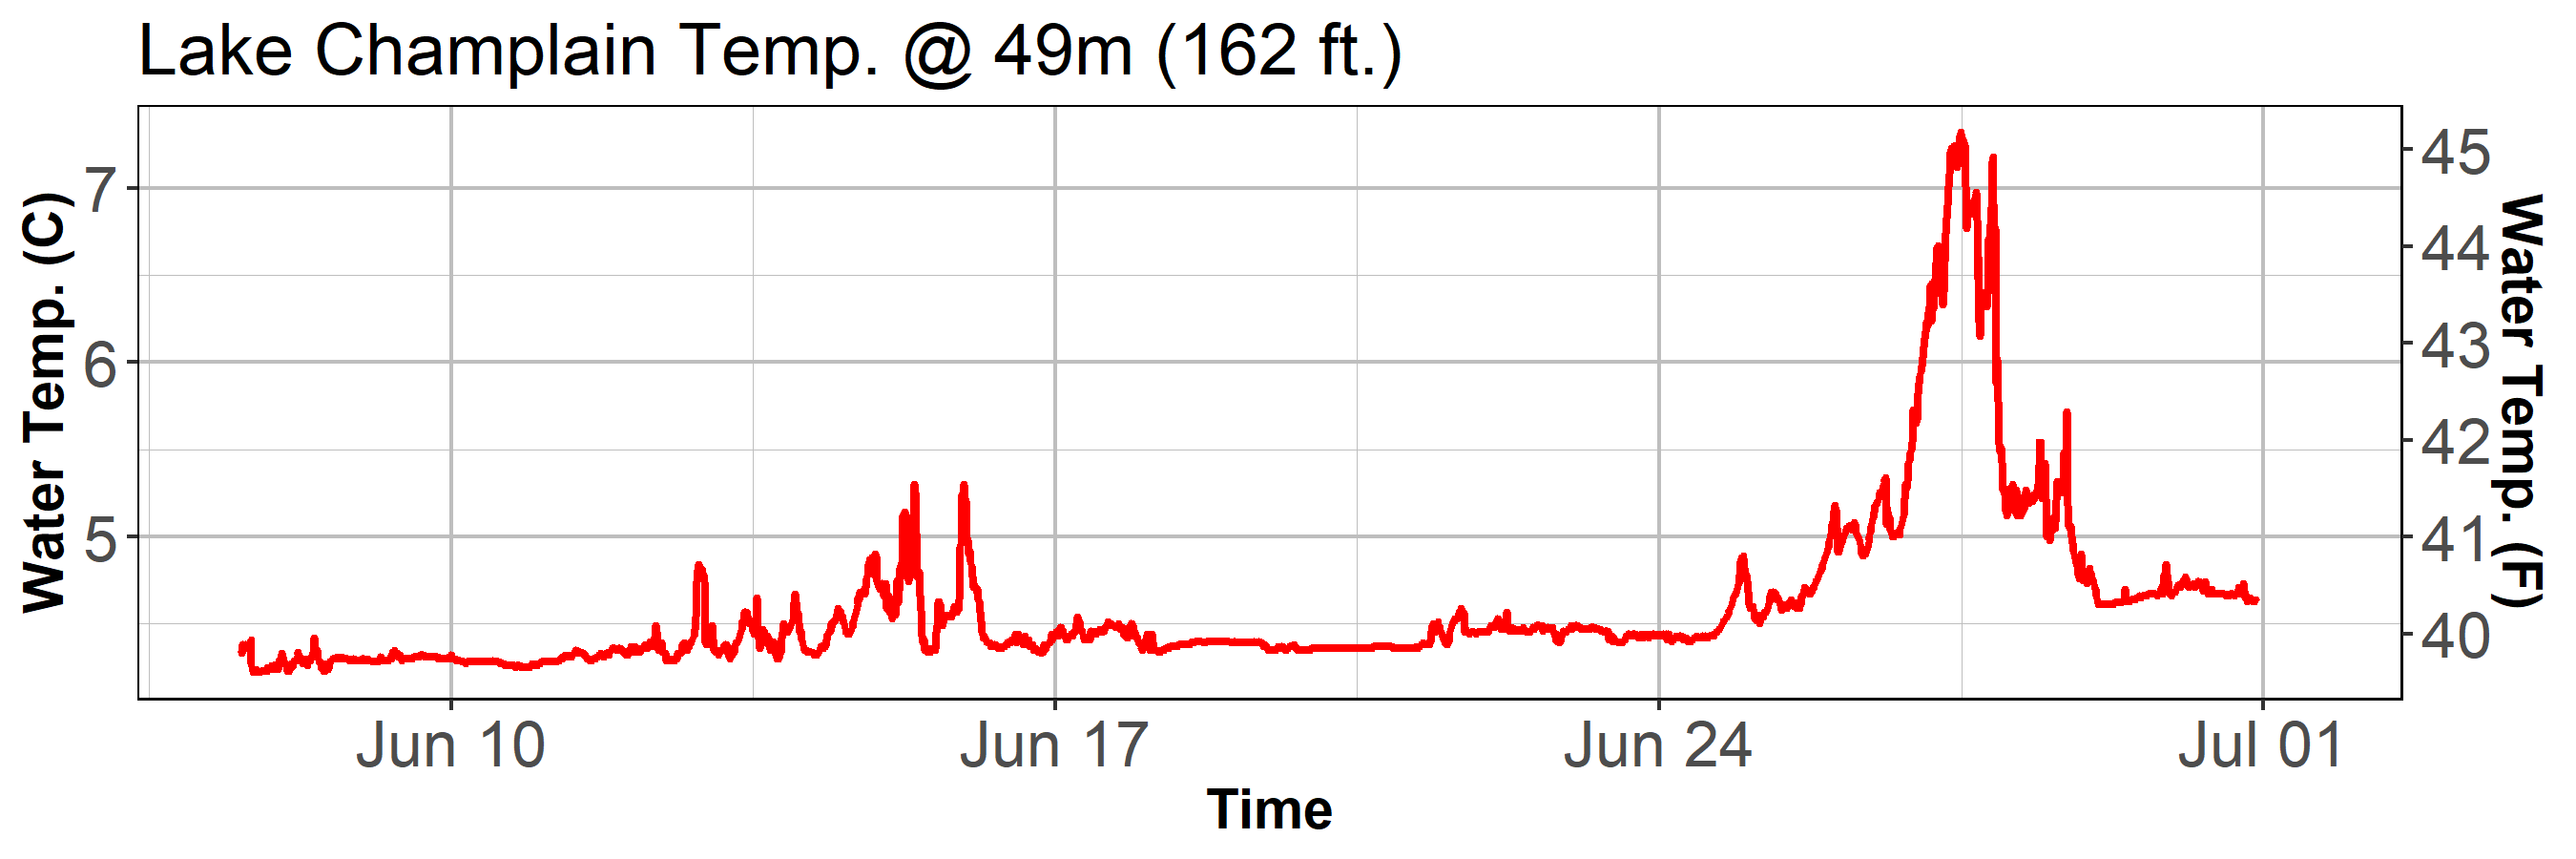 Lake Champlain Temp. @ 49m (162 ft.)
Water Temp. (C)
7
6
5
45
44
43
42
41
40
Water Temp. (F)
Jun 10
Jun 17
Jun 24
Jul 01
Time